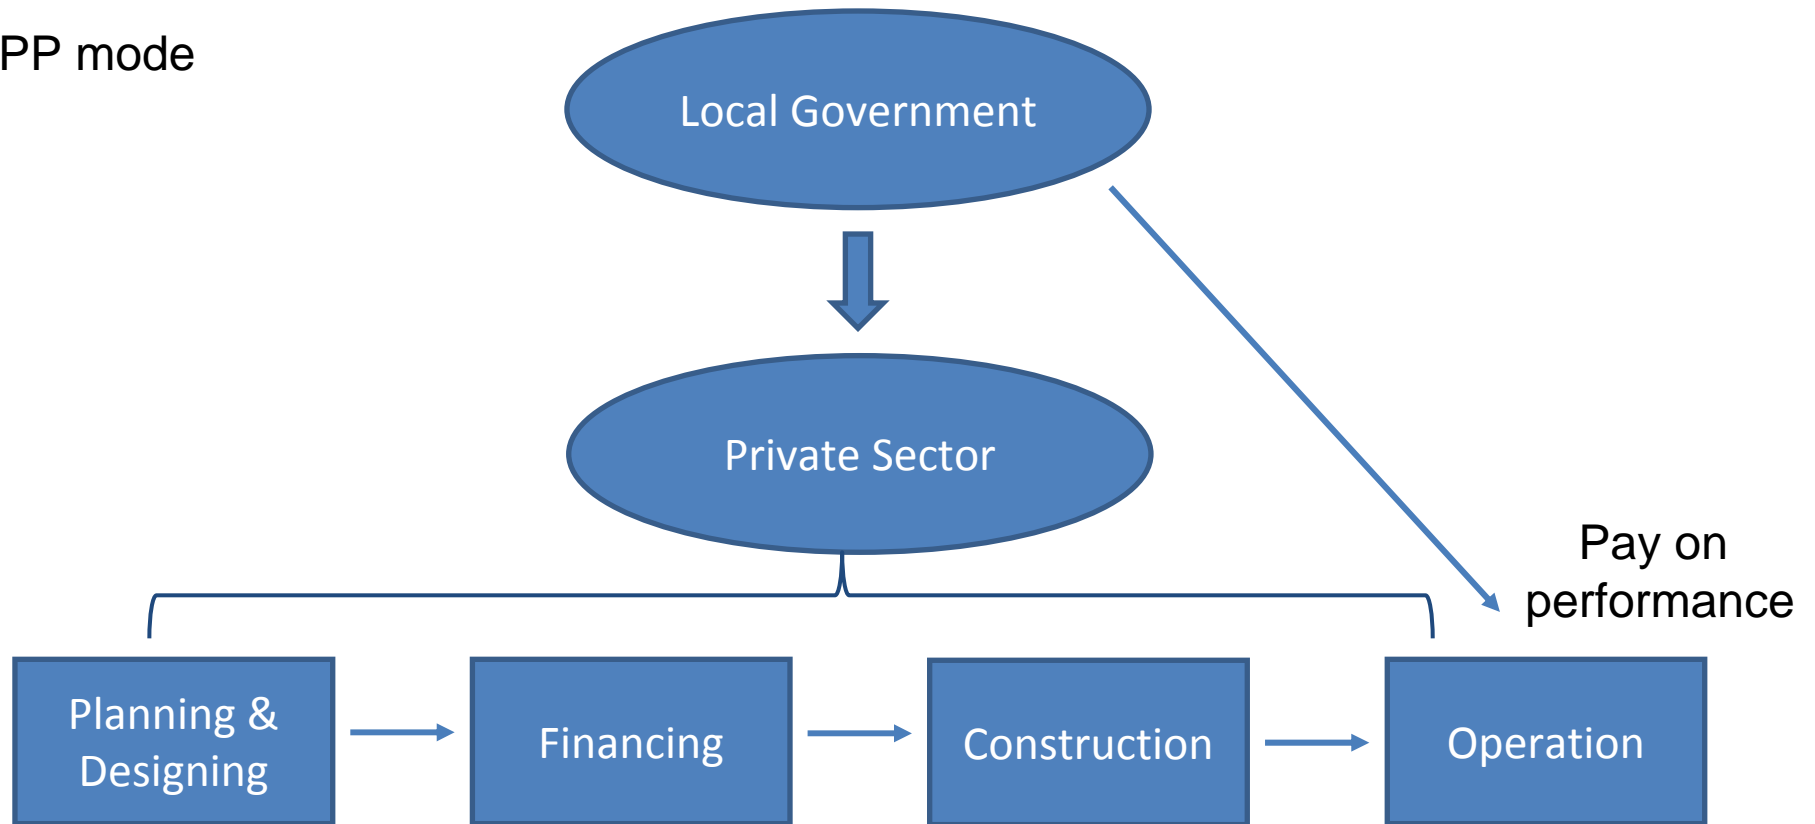 PP mode
Local Government
Private Sector
Pay on
performance
Planning &
Designing
Financing
Construction
Operation